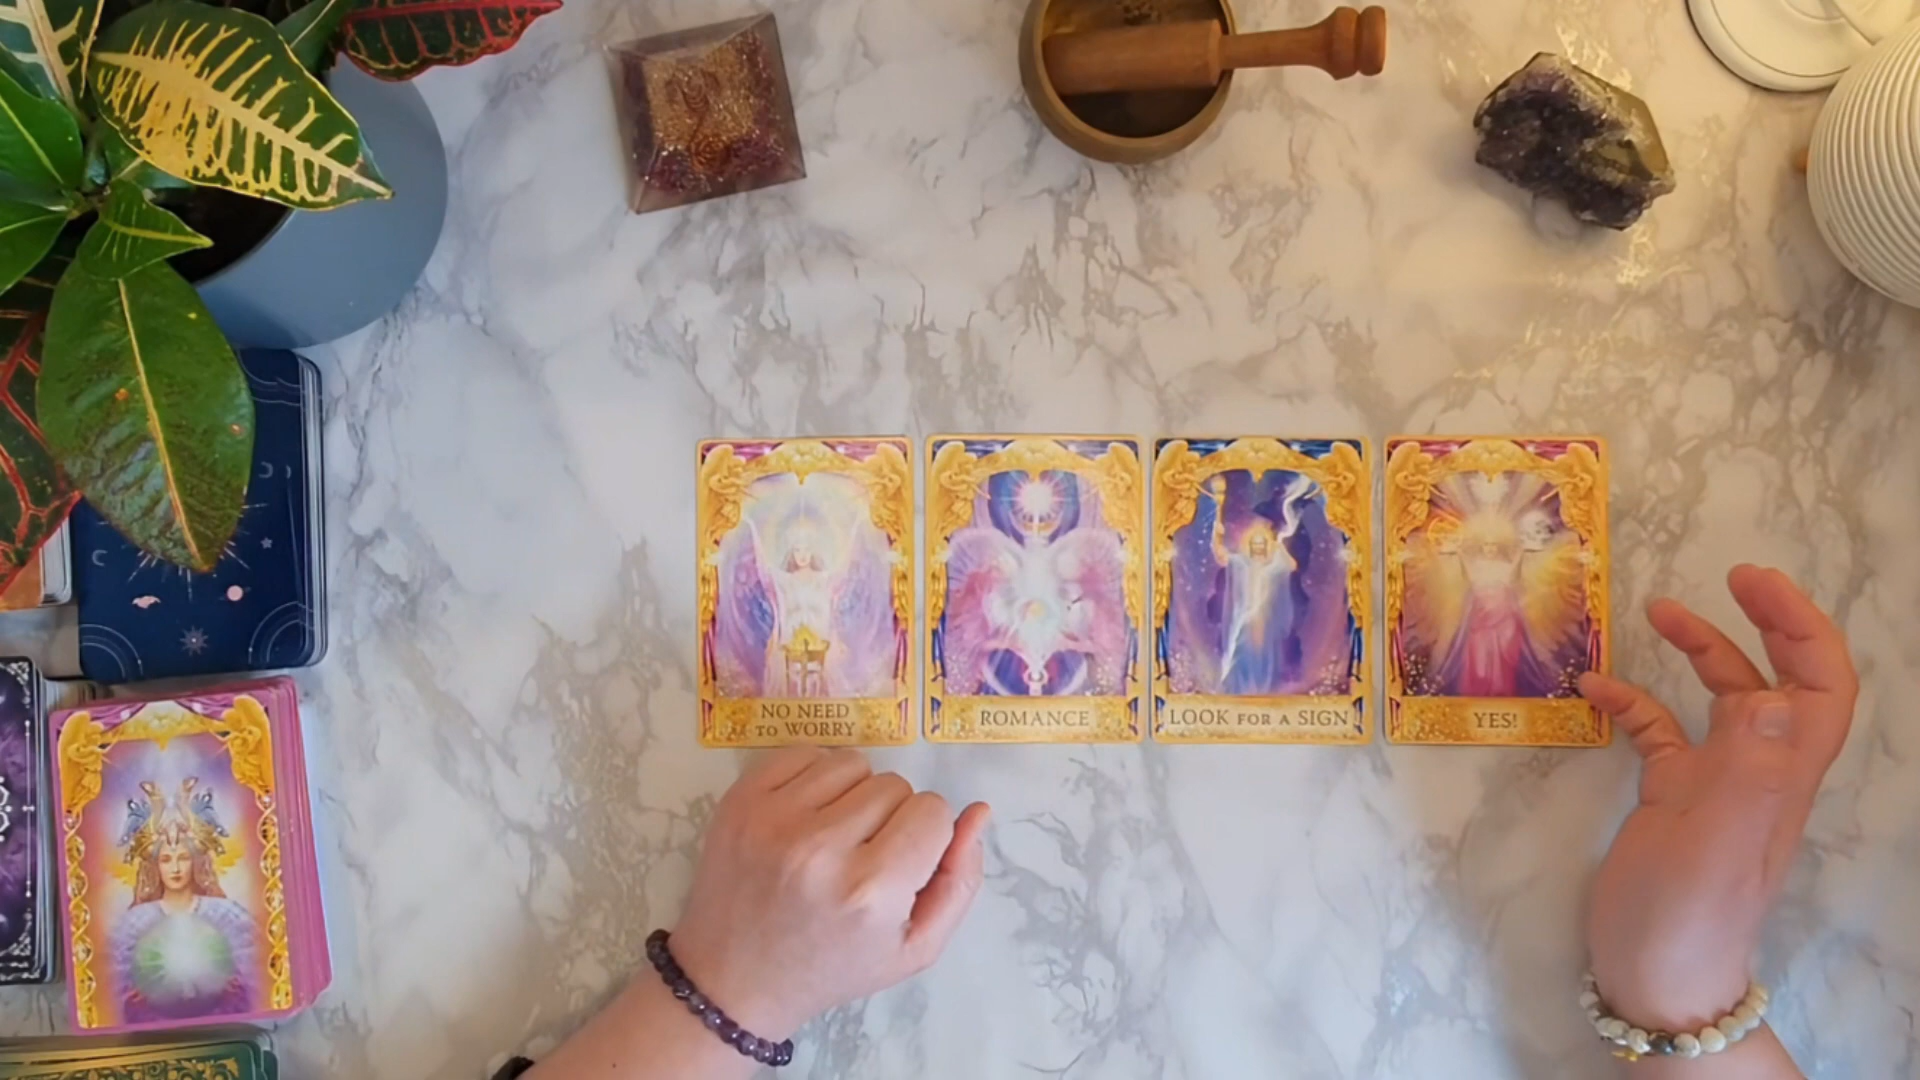 NO NEED
TO WORRY
ROMANCE
LOOK FOR A SIGN
YES!